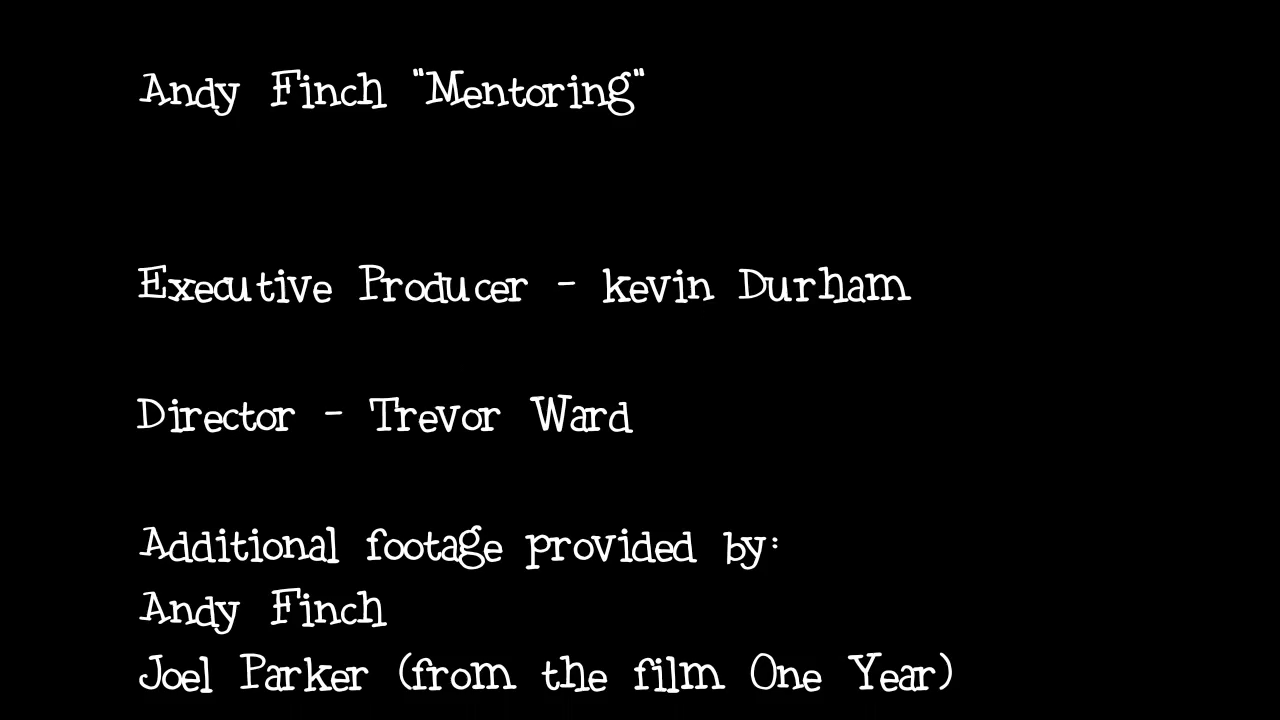 Andy Finch "Mentoring"
Executive Producer - kevin Durham
Director - Trevor Ward
Additional footage provided by:
Andy Finch
Joel Parker (from the film One Year)